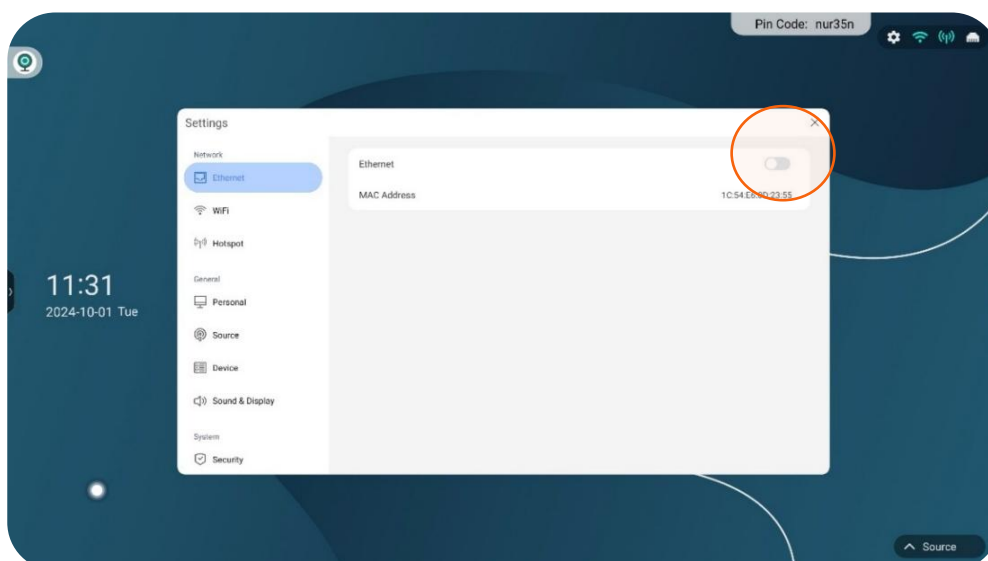 Pin Code: nur35n
Settings
Network
Ethernet
WiFi
Hotspot
General
Personal
Source
Device
Sound & Display
System
Security
Ethernet
MAC Address
11:31
2024-10-01 Tue
Source